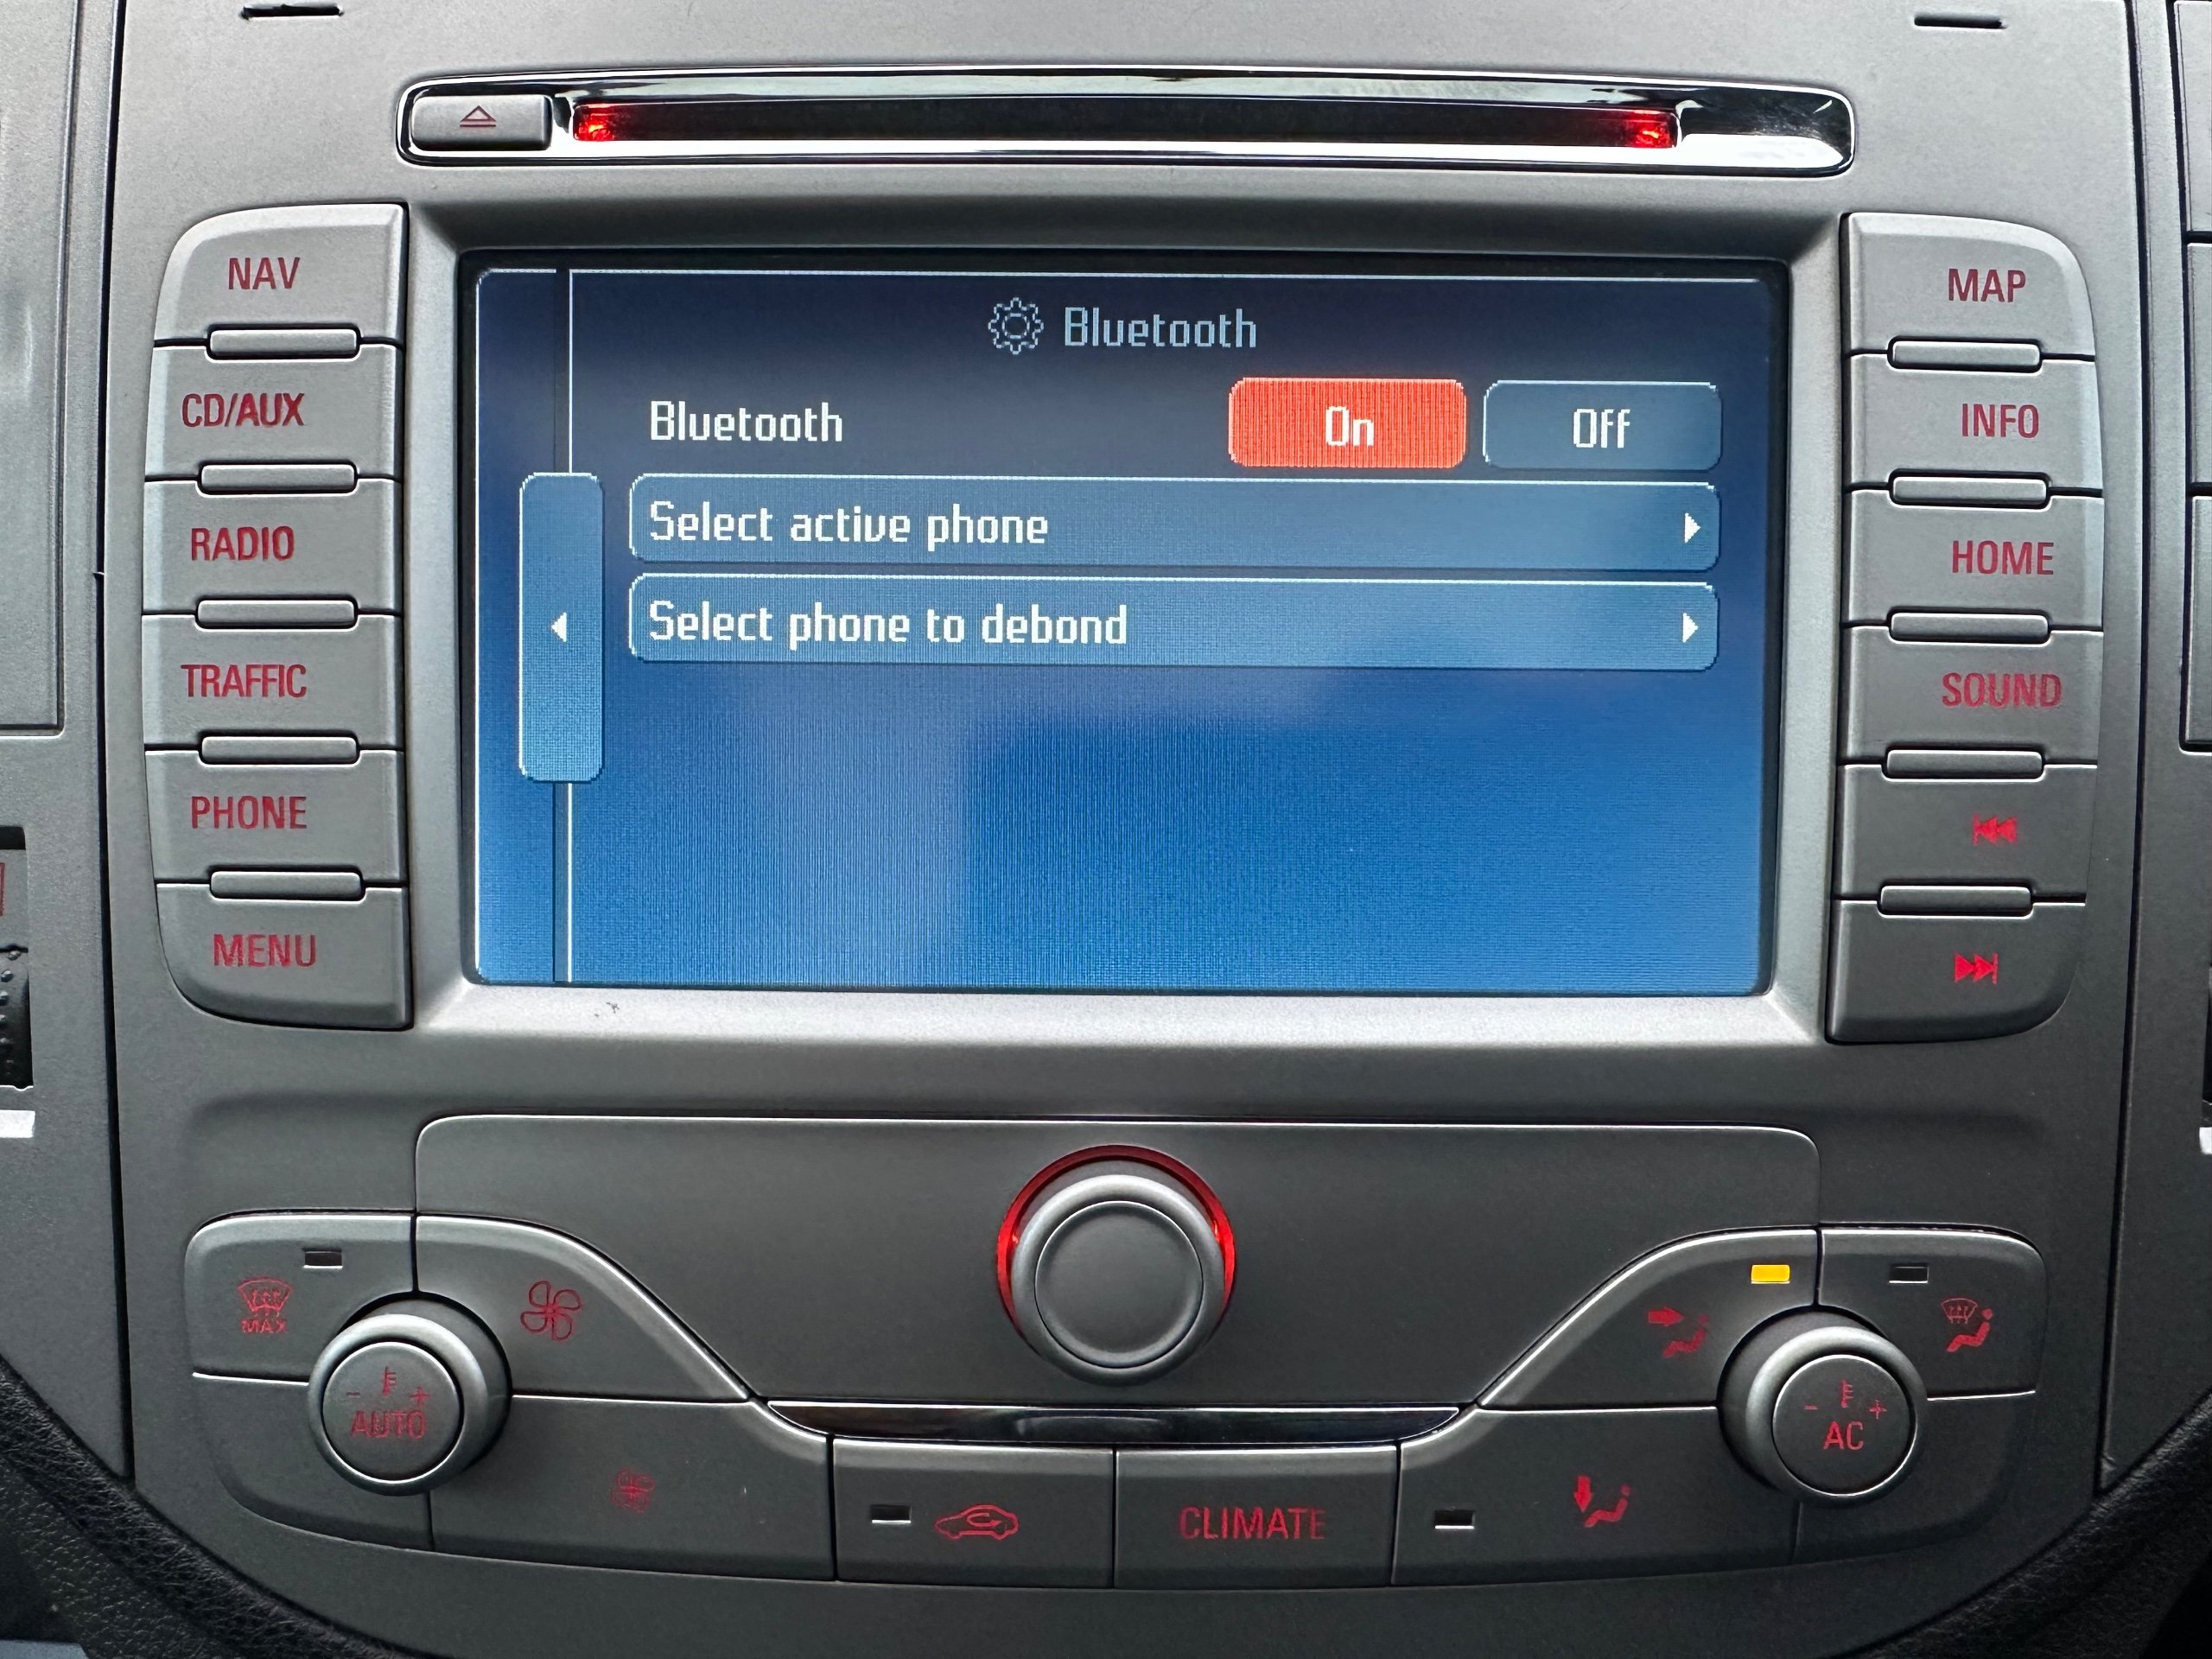 NAV
CD/AUX
RADIO
TRAFFIC
PHONE
MENU
Bluetooth
Bluetooth On Off
Select active phone
Select phone to debond
MAP
INFO
HOME
SOUND
MAX
- +
AUTO
CLIMATE
- +
AC